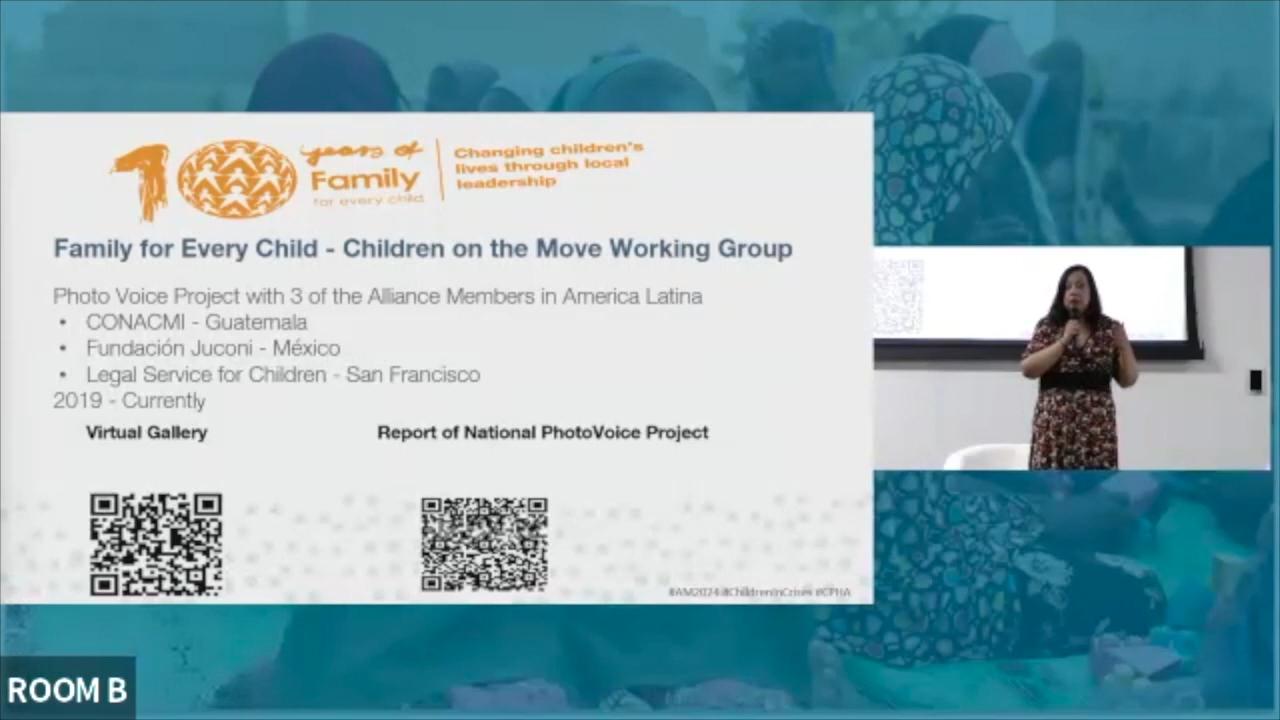 10 years of
Family
for every child
Changing children's
lives through local
leadership
Family for Every Child - Children on the Move Working Group
Photo Voice Project with 3 of the Alliance Members in America Latina
• CONACMI - Guatemala
• Fundación Juconi - México
• Legal Service for Children - San Francisco
2019 - Currently
Virtual Gallery
Report of National PhotoVoice Project
#AM2024 #ChildrenInCrises #CPHA
ROOM B